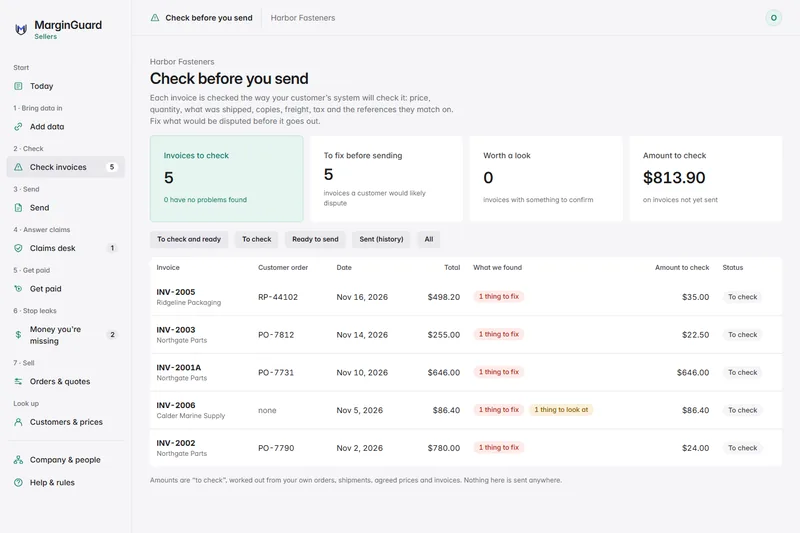 MarginGuard
Sellers
Start
Today
1 · Bring data in
Add data
2 · Check
Check invoices 5
3 · Send
Send
4 · Answer claims
Claims desk 1
5 · Get paid
Get paid
6 · Stop leaks
Money you're
missing 2
7 · Sell
Orders & quotes
Look up
Customers & prices
Company & people
Help & rules
Check before you send Harbor Fasteners O
Harbor Fasteners
Check before you send
Each invoice is checked the way your customer's system will check it: price,
quantity, what was shipped, copies, freight, tax and the references they match on.
Fix what would be disputed before it goes out.
Invoices to check
5
0 have no problems found
To fix before sending
5
invoices a customer would likely
dispute
Worth a look
0
invoices with something to confirm
Amount to check
$813.90
on invoices not yet sent
To check and ready To check Ready to send Sent (history) All
Invoice Customer order Date Total What we found Amount to check Status
INV-2005 RP-44102 Nov 16, 2026 $498.20 1 thing to fix $35.00 To check
Ridgeline Packaging
INV-2003 PO-7812 Nov 14, 2026 $255.00 1 thing to fix $22.50 To check
Northgate Parts
INV-2001A PO-7731 Nov 10, 2026 $646.00 1 thing to fix $646.00 To check
Northgate Parts
INV-2006 none Nov 5, 2026 $86.40 1 thing to fix 1 thing to look at $86.40 To check
Calder Marine Supply
INV-2002 PO-7790 Nov 2, 2026 $780.00 1 thing to fix $24.00 To check
Northgate Parts
Amounts are "to check", worked out from your own orders, shipments, agreed prices and invoices. Nothing here is sent anywhere.